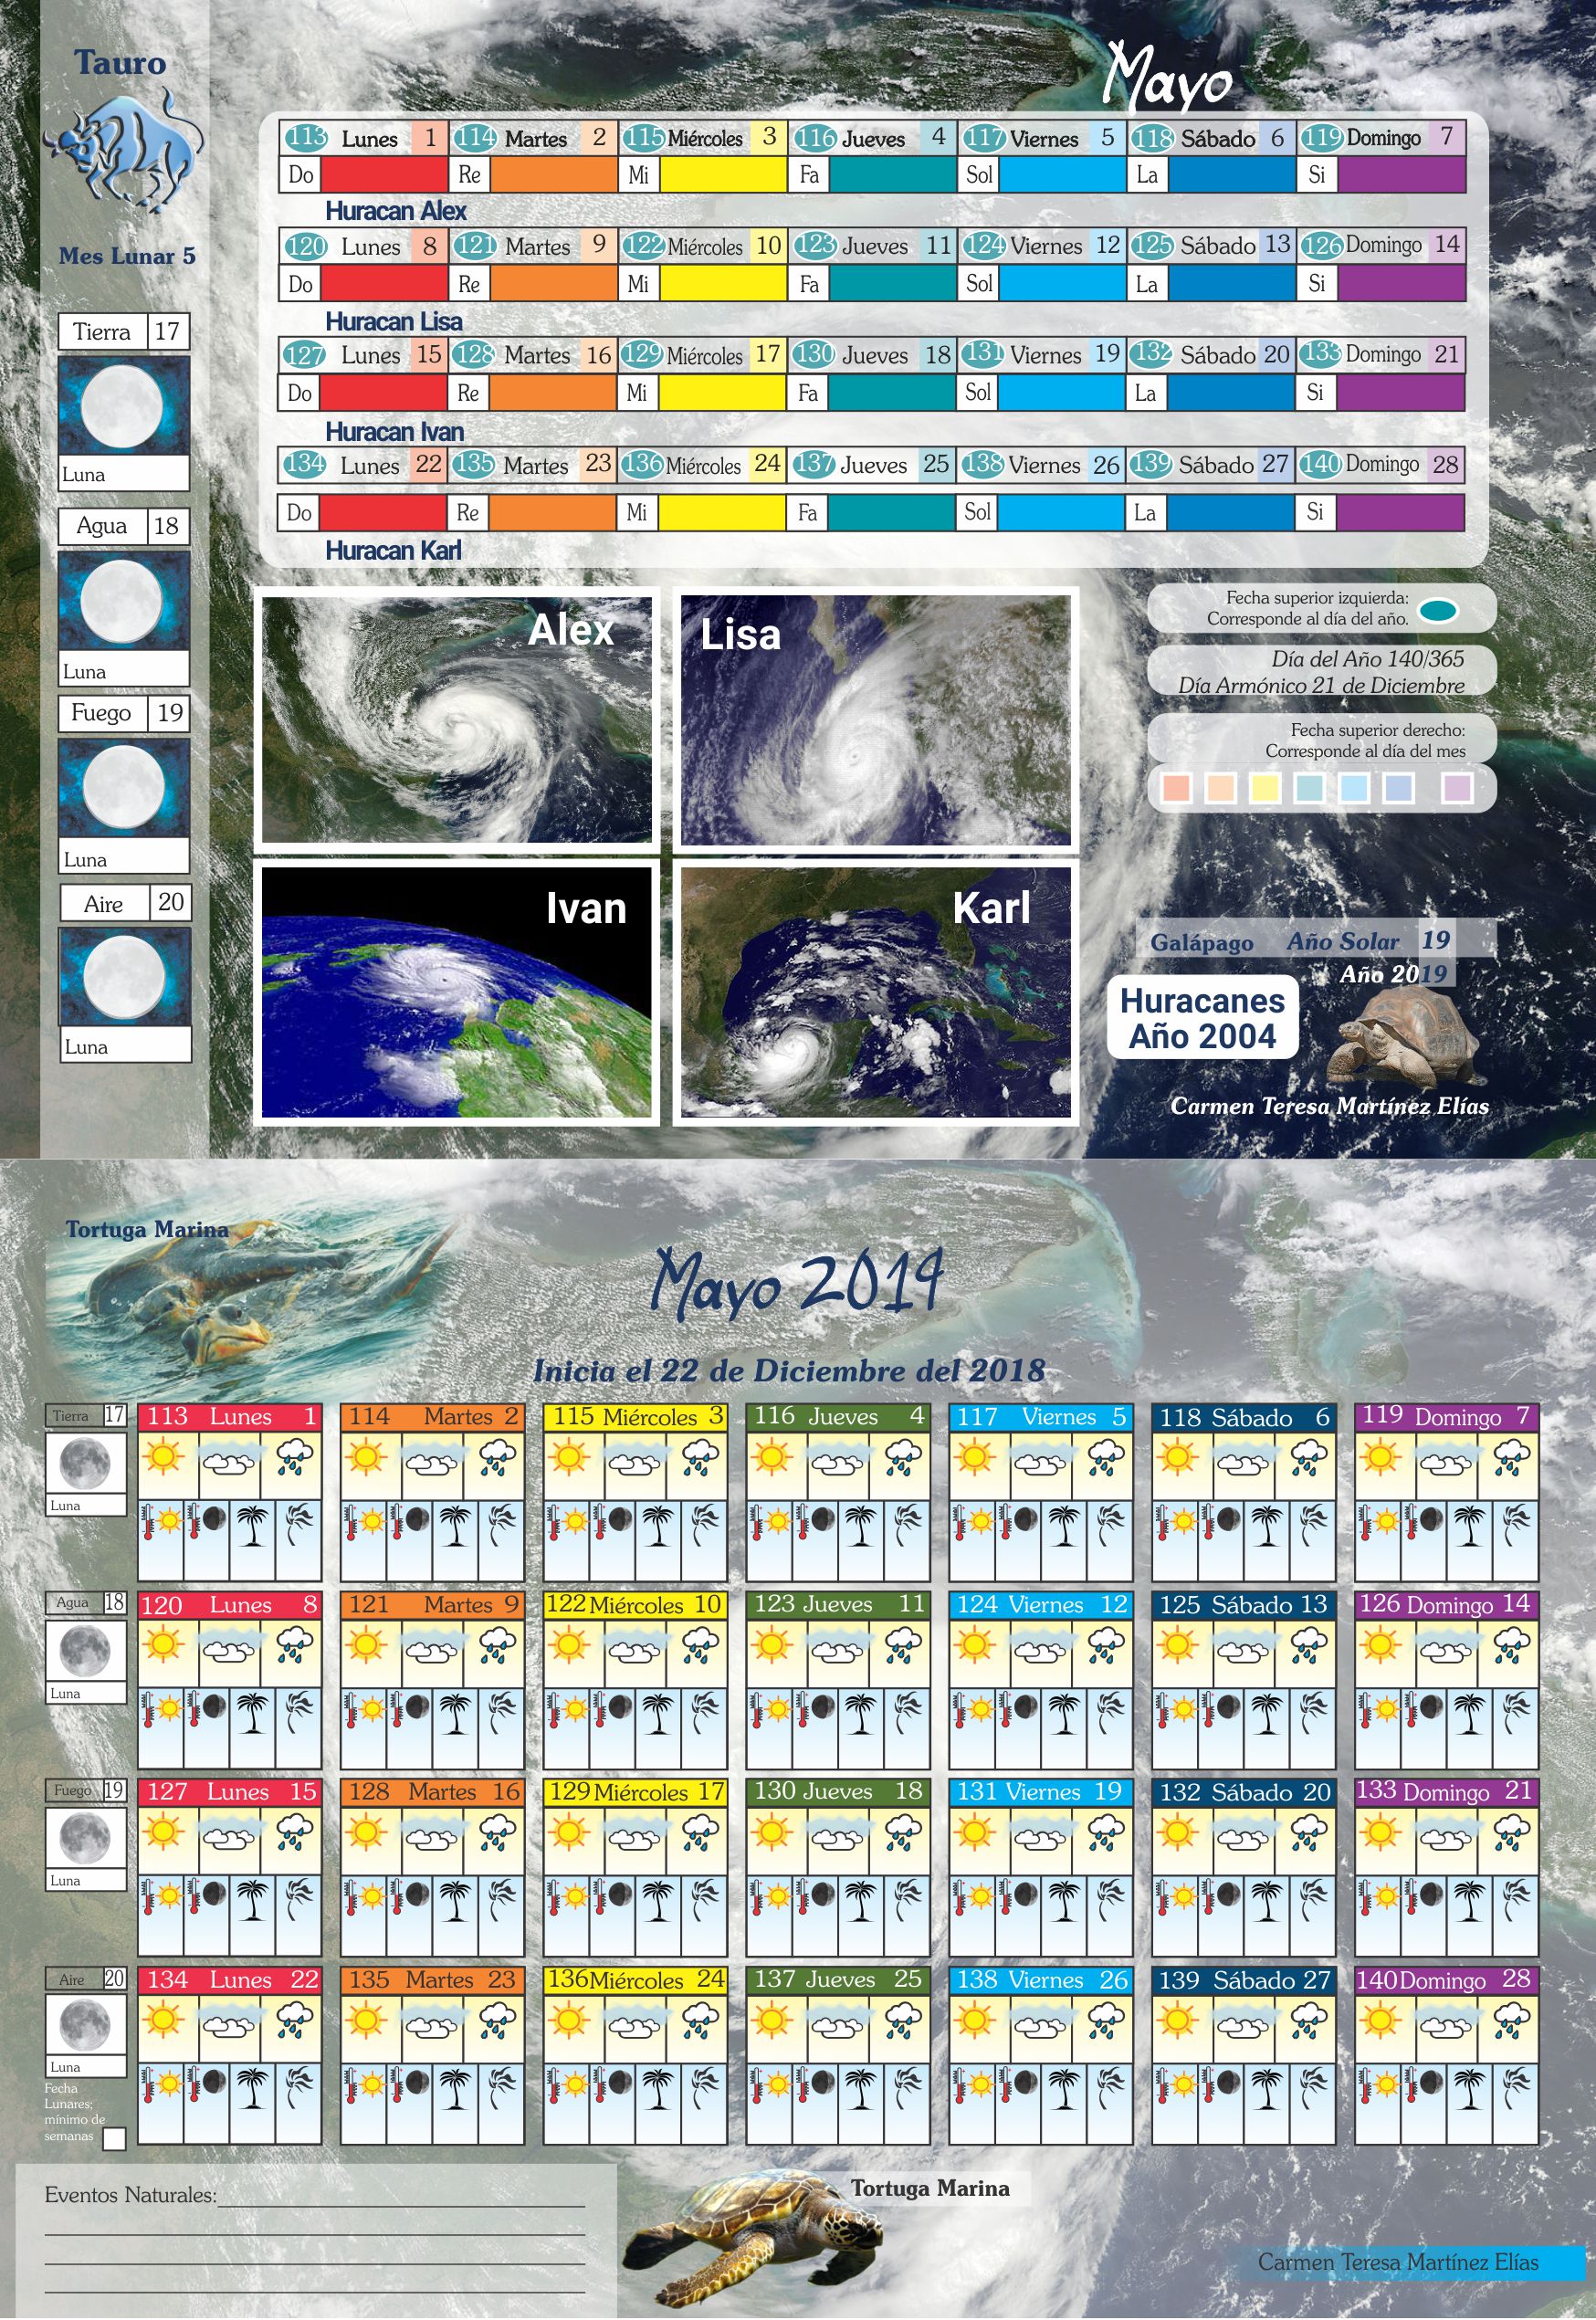 Tauro
Mayo
113 Lunes 1 114 Martes 2 115 Miércoles 3 116 Jueves 4 117 Viernes 5 118 Sábado 6 119 Domingo 7
Do Re Mi Fa Sol La Si
Huracan Alex
Mes Lunar 5
120 Lunes 8 121 Martes 9 122 Miércoles 10 123 Jueves 11 124 Viernes 12 125 Sábado 13 126 Domingo 14
Do Re Mi Fa Sol La Si
Huracan Lisa
127 Lunes 15 128 Martes 16 129 Miércoles 17 130 Jueves 18 131 Viernes 19 132 Sábado 20 133 Domingo 21
Do Re Mi Fa Sol La Si
Huracan Ivan
134 Lunes 22 135 Martes 23 136 Miércoles 24 137 Jueves 25 138 Viernes 26 139 Sábado 27 140 Domingo 28
Do Re Mi Fa Sol La Si
Huracan Karl
Tierra 17
Luna
Agua 18
Luna
Fuego 19
Luna
Aire 20
Luna
Alex
Lisa
Ivan
Karl
Fecha superior izquierda:
Corresponde al día del año.
Día del Año 140/365
Día Armónico 21 de Diciembre
Fecha superior derecho:
Corresponde al día del mes
Galápago Año Solar 19
Año 2019
Huracanes
Año 2004
Carmen Teresa Martínez Elías
Tortuga Marina
Mayo 2019
Inicia el 22 de Diciembre del 2018
Tierra 17
Luna
113 Lunes 1 114 Martes 2 115 Miércoles 3 116 Jueves 4 117 Viernes 5 118 Sábado 6 119 Domingo 7
Agua 18
Luna
120 Lunes 8 121 Martes 9 122 Miércoles 10 123 Jueves 11 124 Viernes 12 125 Sábado 13 126 Domingo 14
Fuego 19
Luna
127 Lunes 15 128 Martes 16 129 Miércoles 17 130 Jueves 18 131 Viernes 19 132 Sábado 20 133 Domingo 21
Aire 20
Luna
134 Lunes 22 135 Martes 23 136 Miércoles 24 137 Jueves 25 138 Viernes 26 139 Sábado 27 140 Domingo 28
Fecha
Lunares;
mínimo de
semanas
Eventos Naturales:
Tortuga Marina
Carmen Teresa Martínez Elías